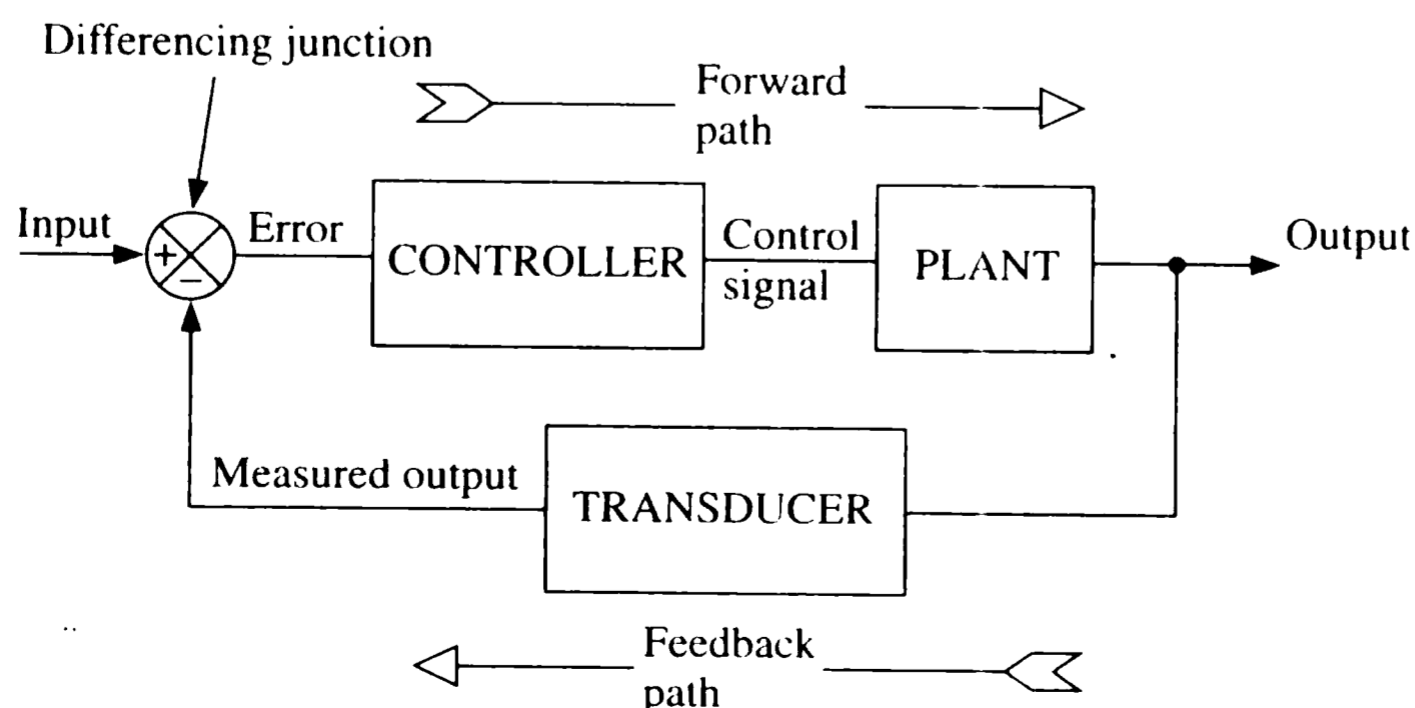 Differencing junction
Forward
path
Input
+
−
Error
CONTROLLER
Control
signal
PLANT
Output
Measured output
TRANSDUCER
Feedback
path